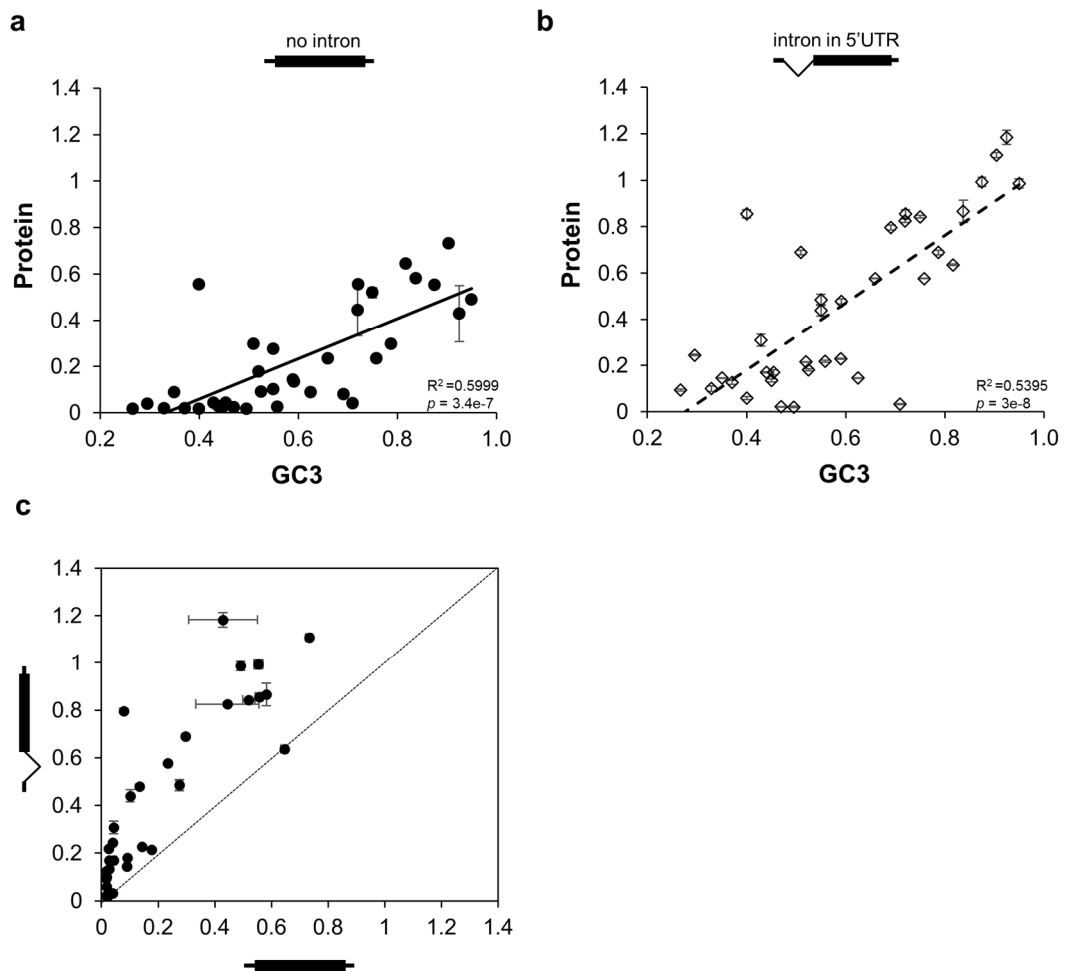 a
no intron
1.4
1.2
1
0.8
0.6
0.4
0.2
0
Protein
R²=0.5999
p = 3.4e-7
0.2 0.4 0.6 0.8 1.0
GC3
b
intron in 5'UTR
1.4
1.2
1
0.8
0.6
0.4
0.2
0
Protein
R²=0.5395
p = 3e-8
0.2 0.4 0.6 0.8 1.0
GC3
c
1.4
1.2
1
0.8
0.6
0.4
0.2
0
0 0.2 0.4 0.6 0.8 1 1.2 1.4